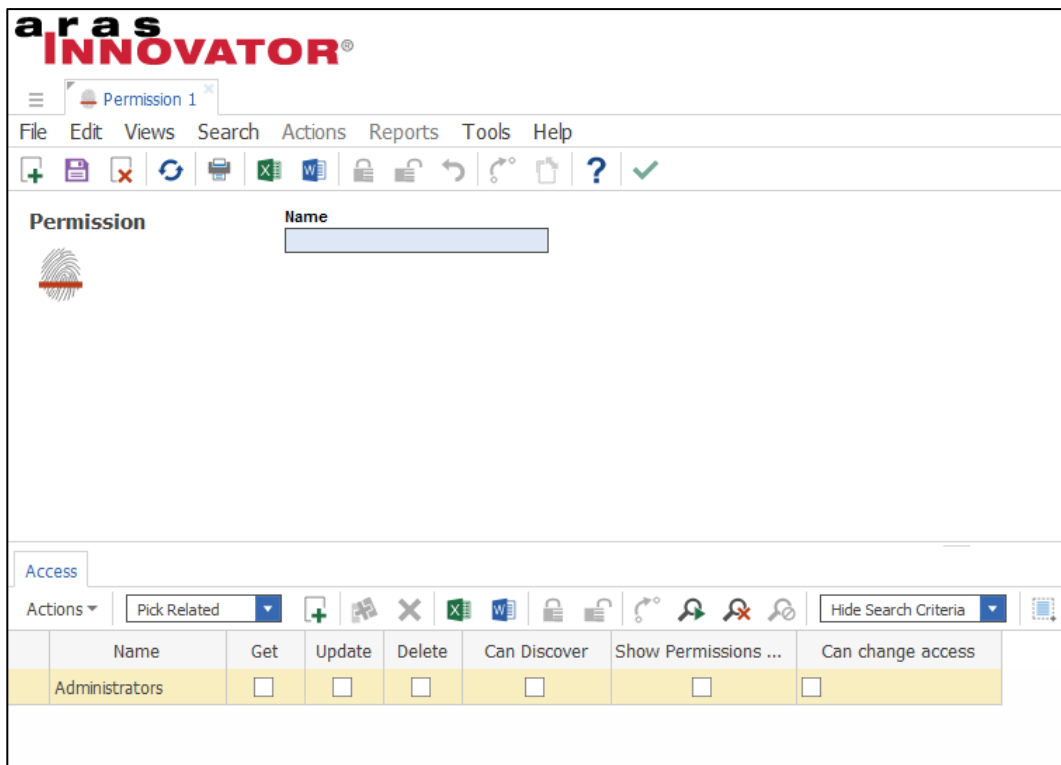 aras
INNOVATOR®
Permission 1
File Edit Views Search Actions Reports Tools Help
Permission
Name
Access
Actions Pick Related Hide Search Criteria
Name Get Update Delete Can Discover Show Permissions ... Can change access
Administrators